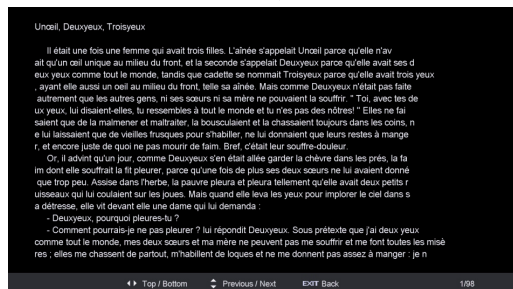 Unœil, Deuxyeux, Troisyeux
Il était une fois une femme qui avait trois filles. L'aînée s'appelait Unœil parce qu'elle n'av
ait qu'un œil unique au milieu du front, et la seconde s'appelait Deuxyeux parce qu'elle avait ses d
eux yeux comme tout le monde, tandis que cadette se nommait Troisyeux parce qu'elle avait trois yeux
, ayant elle aussi un oeil au milieu du front, telle sa aînée. Mais comme Deuxyeux n'était pas faite
autrement que les autres gens, ni ses sœurs ni sa mère ne pouvaient la souffrir. " Toi, avec tes de
ux yeux, lui disaient-elles, tu ressembles à tout le monde et tu n'es pas des nôtres! " Elles ne fai
saient que de la malmener et maltraiter, la bousculaient et la chassaient toujours dans les coins, n
e lui laissaient que de vieilles frusques pour s'habiller, ne lui donnaient que leurs restes à mange
r, et encore juste de quoi ne pas mourir de faim. Bref, c'était leur souffre-douleur.
Or, il advint qu'un jour, comme Deuxyeux s'en était allée garder la chèvre dans les prés, la fa
im dont elle souffrait la fit pleurer, parce qu'une fois de plus ses deux sœurs ne lui avaient donné
que trop peu. Assise dans l'herbe, la pauvre pleura et pleura tellement qu'elle avait deux petits r
uisseaux qui lui coulaient sur les joues. Mais quand elle leva les yeux pour implorer le ciel dans s
a détresse, elle vit devant elle une dame qui lui demanda :
- Deuxyeux, pourquoi pleures-tu ?
- Comment pourrais-je ne pas pleurer ? lui répondit Deuxyeux. Sous prétexte que j'ai deux yeux
comme tout le monde, mes deux sœurs et ma mère ne peuvent pas me souffrir et me font toutes les misè
res ; elles me chassent de partout, m'habillent de loques et ne me donnent pas assez à manger : je n
Top / Bottom Previous / Next EXIT Back 1/98